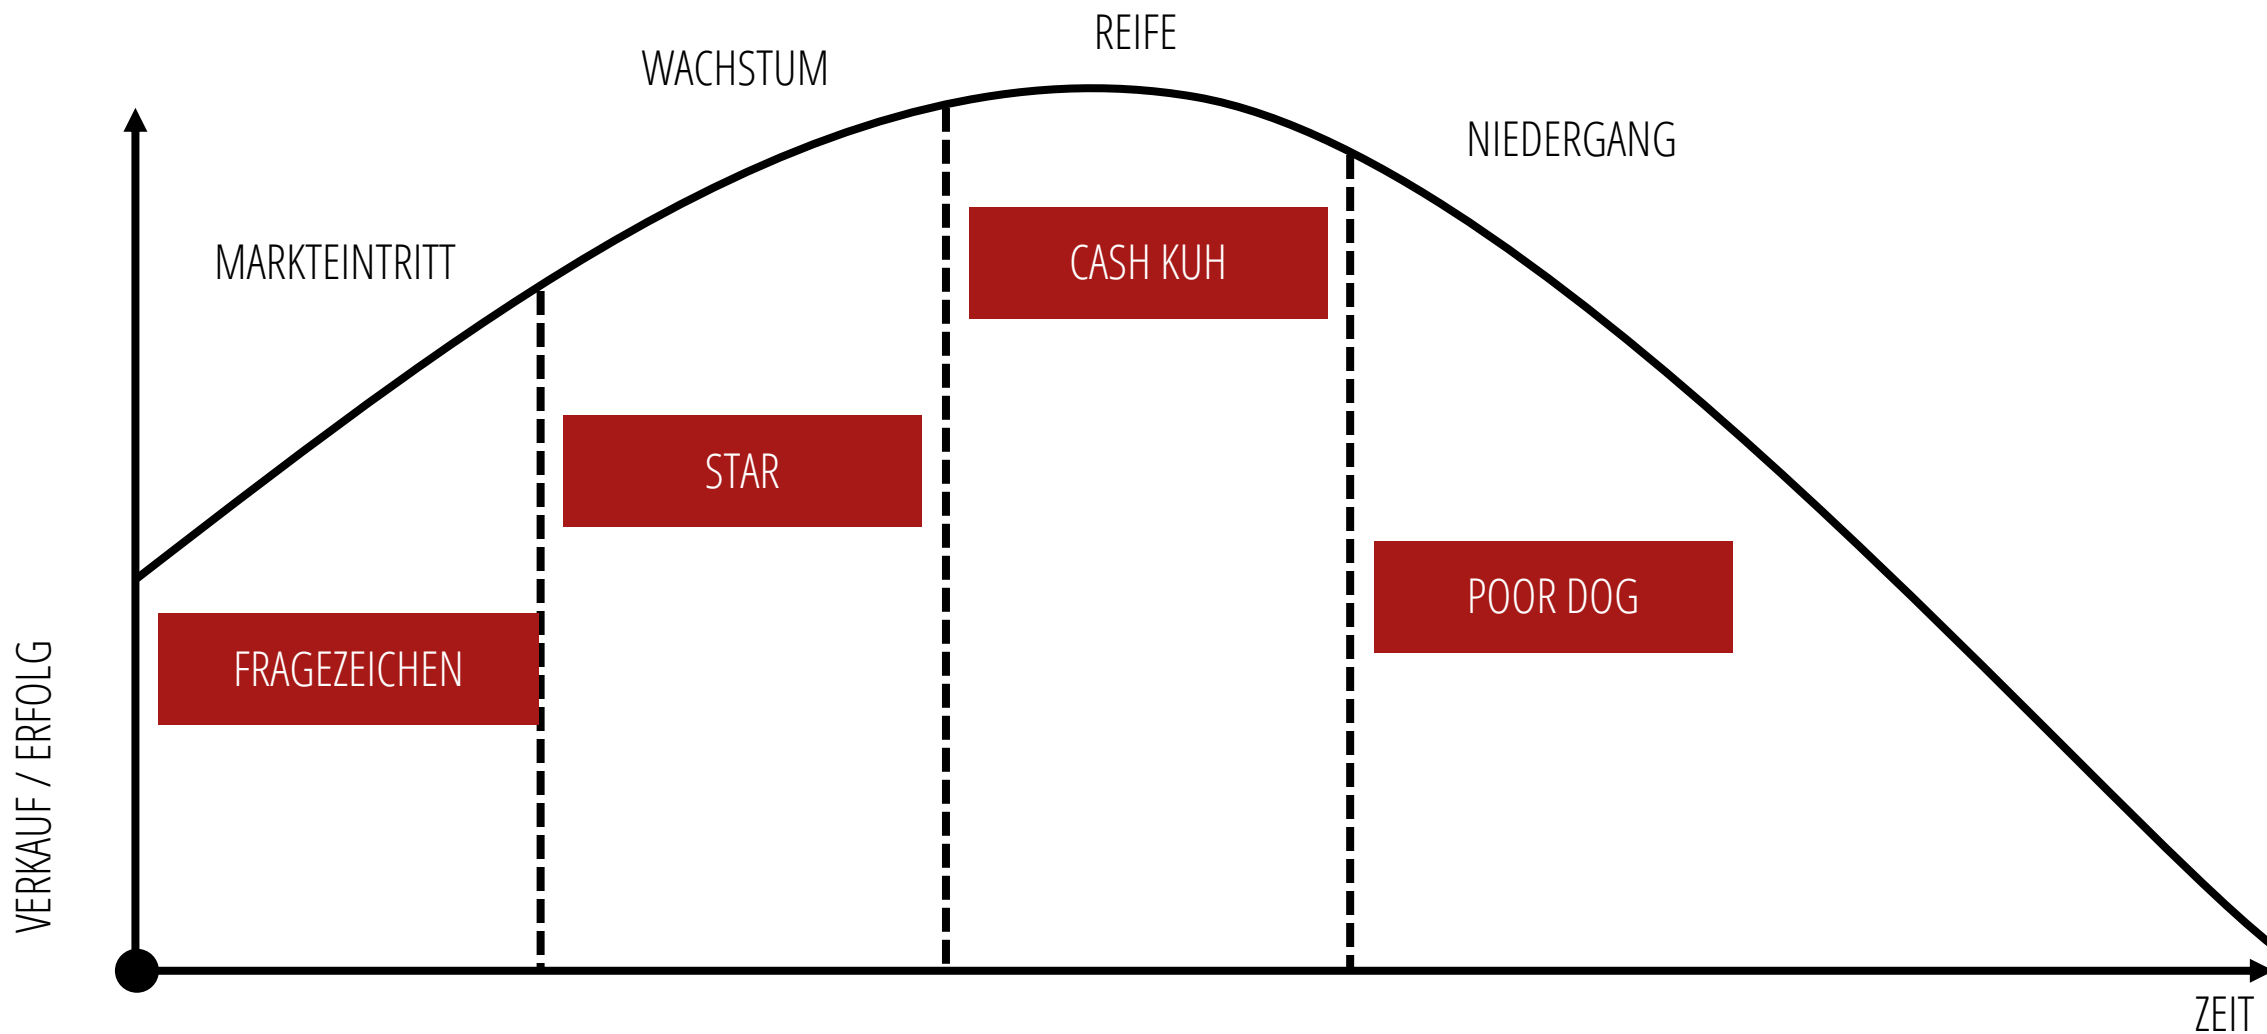 REIFE
WACHSTUM
NIEDERGANG
MARKTEINTRITT
CASH KUH
STAR
POOR DOG
FRAGEZEICHEN
VERKAUF / ERFOLG
ZEIT